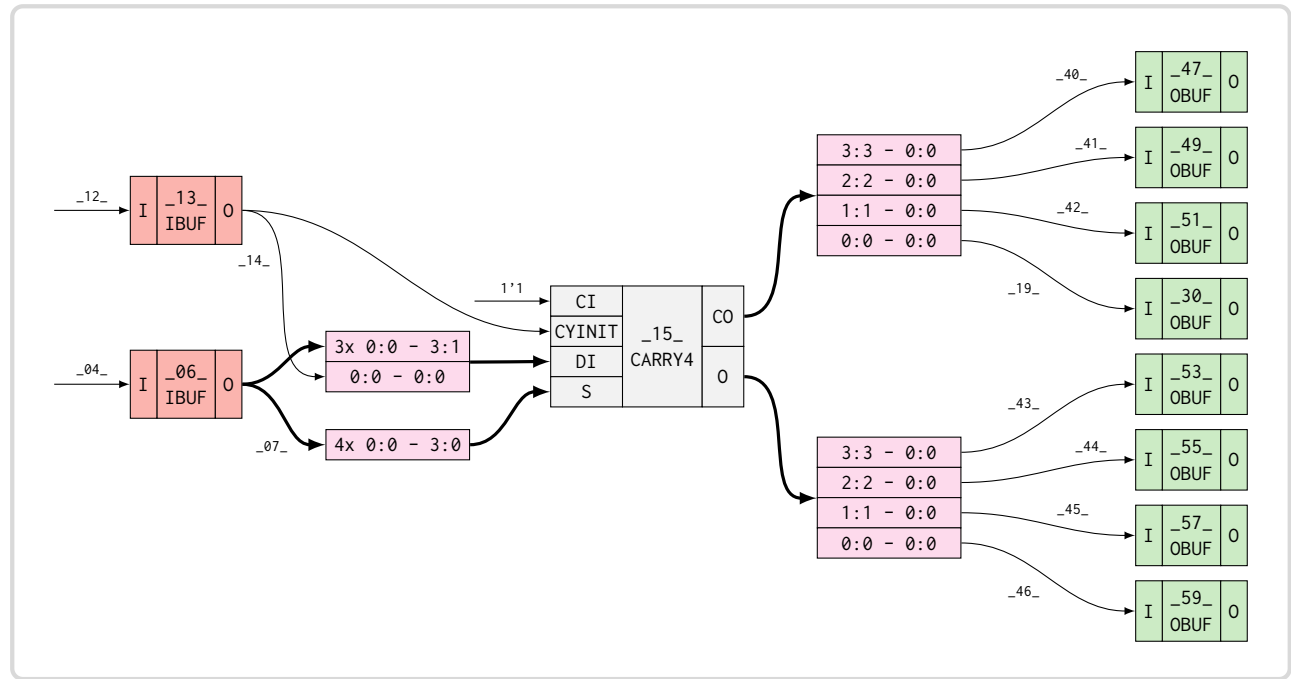 _12_
I
_13_
IBUF
O
_14_
_04_
I
_06_
IBUF
O
_07_
3x 0:0 - 3:1
0:0 - 0:0
4x 0:0 - 3:0
1'1
CI
CYINIT
DI
S
_15_
CARRY4
CO
O
3:3 - 0:0
2:2 - 0:0
1:1 - 0:0
0:0 - 0:0
3:3 - 0:0
2:2 - 0:0
1:1 - 0:0
0:0 - 0:0
_40_
I
_47_
OBUF
O
_41_
I
_49_
OBUF
O
_42_
I
_51_
OBUF
O
_19_
I
_30_
OBUF
O
_43_
I
_53_
OBUF
O
_44_
I
_55_
OBUF
O
_45_
I
_57_
OBUF
O
_46_
I
_59_
OBUF
O